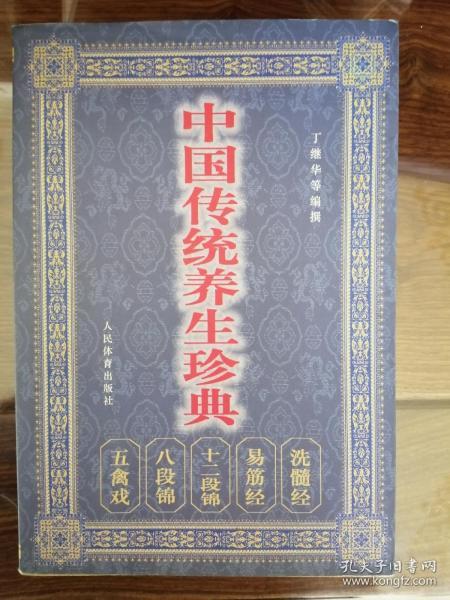 丁继华等编撰
中国传统养生珍典
人民体育出版社
洗髓经
易筋经
十二段锦
八段锦
五禽戏
孔夫子旧书网
www.kongfz.com